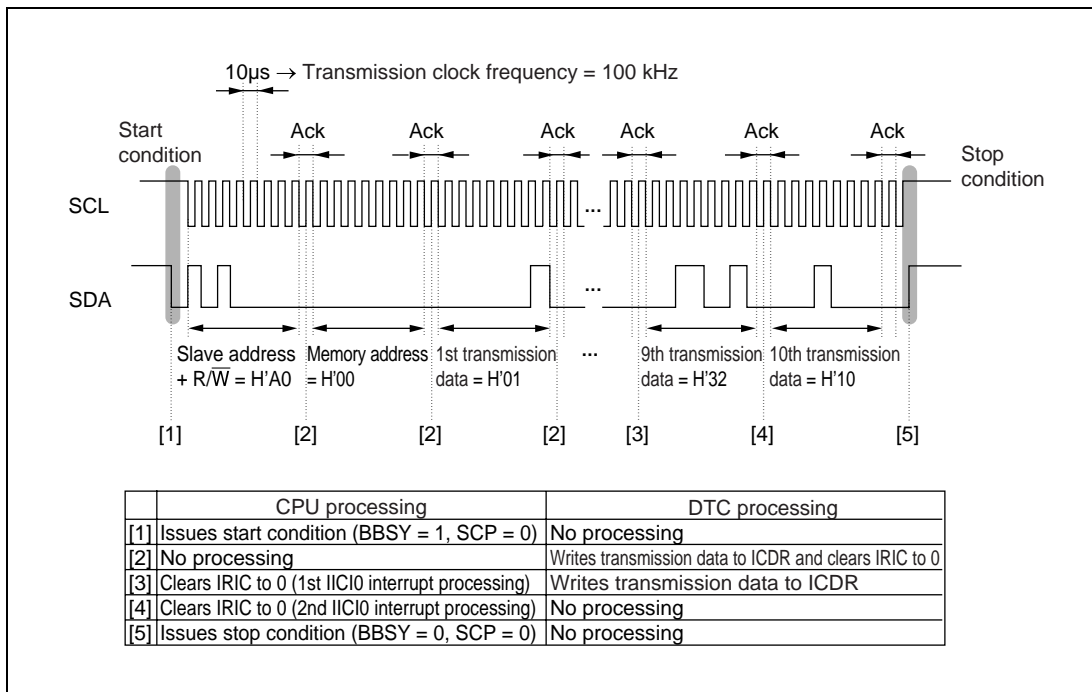 10µs → Transmission clock frequency = 100 kHz
Start condition
Ack Ack Ack Ack Ack Ack
Stop condition
SCL
...
SDA
...
Slave address + R/W̅ = H'A0
Memory address = H'00
1st transmission data = H'01
...
9th transmission data = H'32
10th transmission data = H'10
[1] [2] [2] [2] [3] [4] [5]
CPU processing DTC processing
[1] Issues start condition (BBSY = 1, SCP = 0) No processing
[2] No processing Writes transmission data to ICDR and clears IRIC to 0
[3] Clears IRIC to 0 (1st IICI0 interrupt processing) Writes transmission data to ICDR
[4] Clears IRIC to 0 (2nd IICI0 interrupt processing) No processing
[5] Issues stop condition (BBSY = 0, SCP = 0) No processing